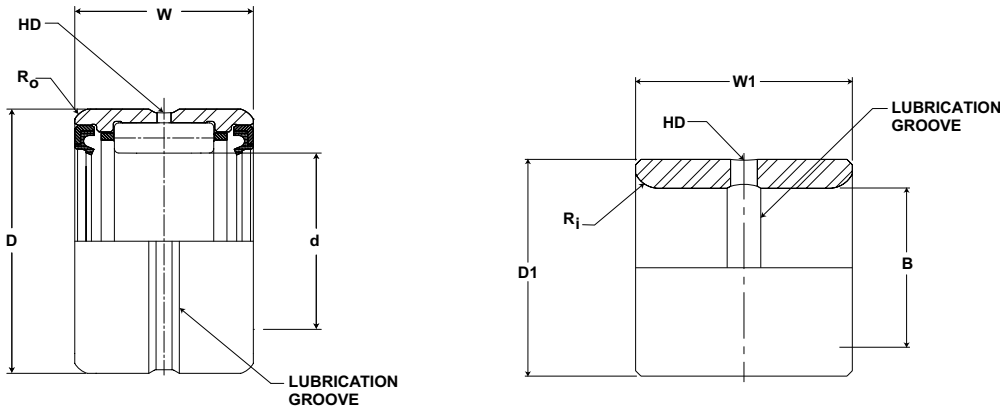 W
HD
Ro
D
d
LUBRICATION
GROOVE
W1
HD
LUBRICATION
GROOVE
Ri
D1
B